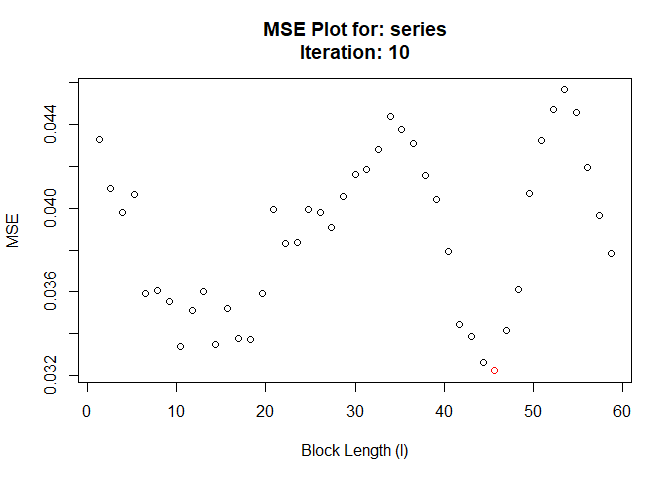 MSE Plot for: series
Iteration: 10
MSE
0.044
0.040
0.036
0.032
0 10 20 30 40 50 60
Block Length (l)